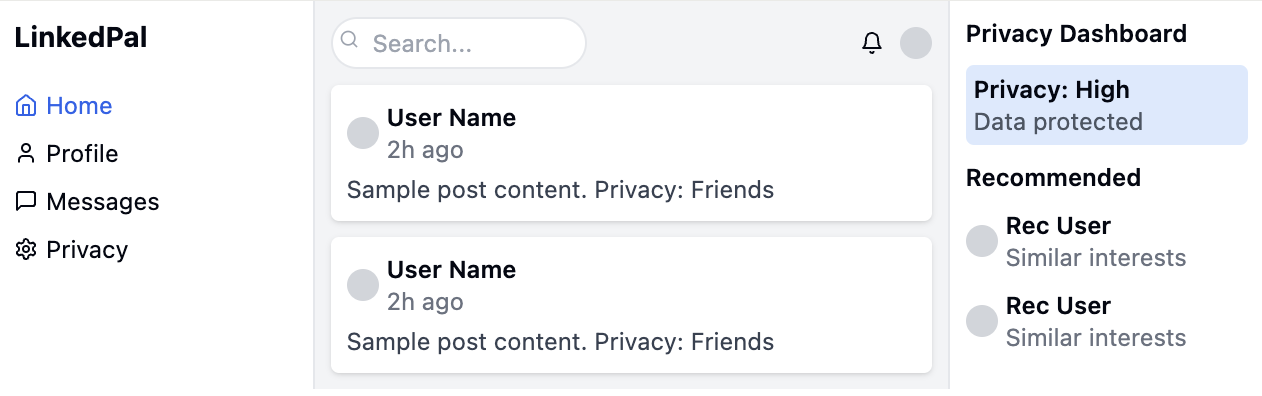 LinkedPal
Home
Profile
Messages
Privacy
Search...
User Name
2h ago
Sample post content. Privacy: Friends
User Name
2h ago
Sample post content. Privacy: Friends
Privacy Dashboard
Privacy: High
Data protected
Recommended
Rec User
Similar interests
Rec User
Similar interests